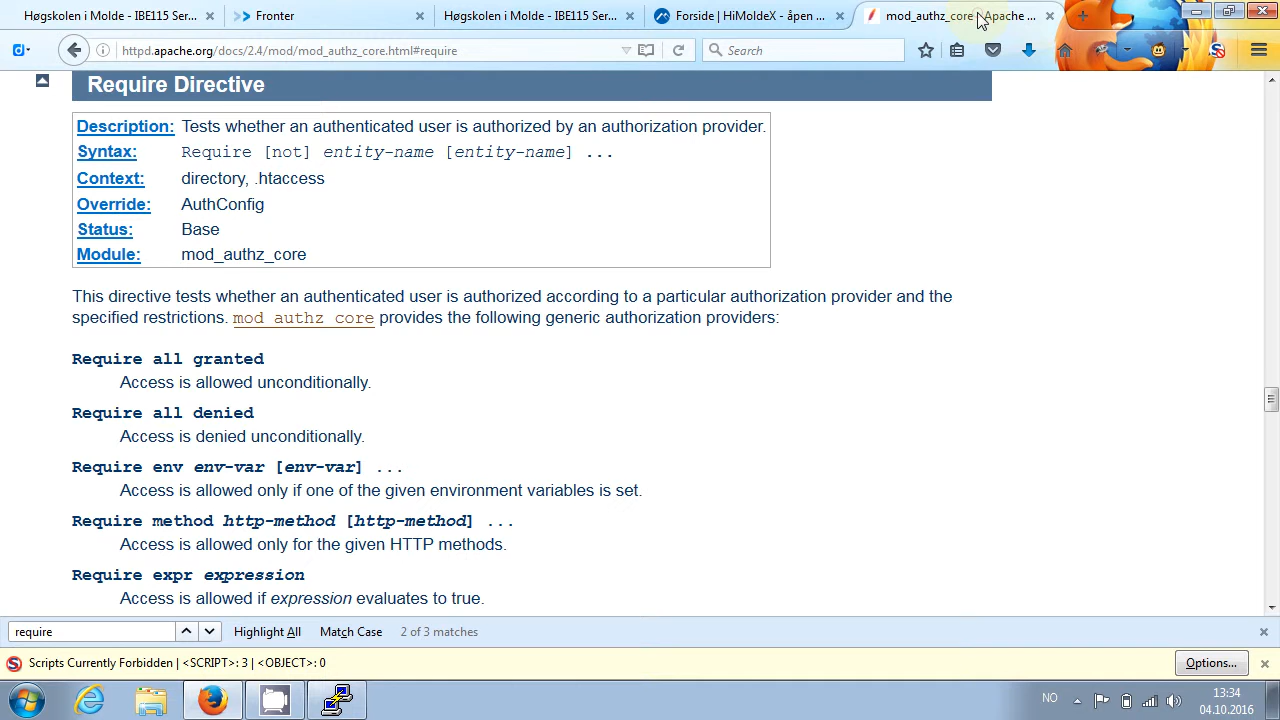 Høgskolen i Molde - IBE115 Ser...
Fronter
Høgskolen i Molde - IBE115 Ser...
Forside | HiMoldeX - åpen ...
mod_authz_core Apache ...
httpd.apache.org/docs/2.4/mod/mod_authz_core.html#require
Search
Require Directive
Description: Tests whether an authenticated user is authorized by an authorization provider.
Syntax: Require [not] entity-name [entity-name] ...
Context: directory, .htaccess
Override: AuthConfig
Status: Base
Module: mod_authz_core
This directive tests whether an authenticated user is authorized according to a particular authorization provider and the
specified restrictions. mod_authz_core provides the following generic authorization providers:
Require all granted
Access is allowed unconditionally.
Require all denied
Access is denied unconditionally.
Require env env-var [env-var] ...
Access is allowed only if one of the given environment variables is set.
Require method http-method [http-method] ...
Access is allowed only for the given HTTP methods.
Require expr expression
Access is allowed if expression evaluates to true.
require
Highlight All
Match Case
2 of 3 matches
Scripts Currently Forbidden | <SCRIPT>: 3 | <OBJECT>: 0
Options...
NO
13:34
04.10.2016